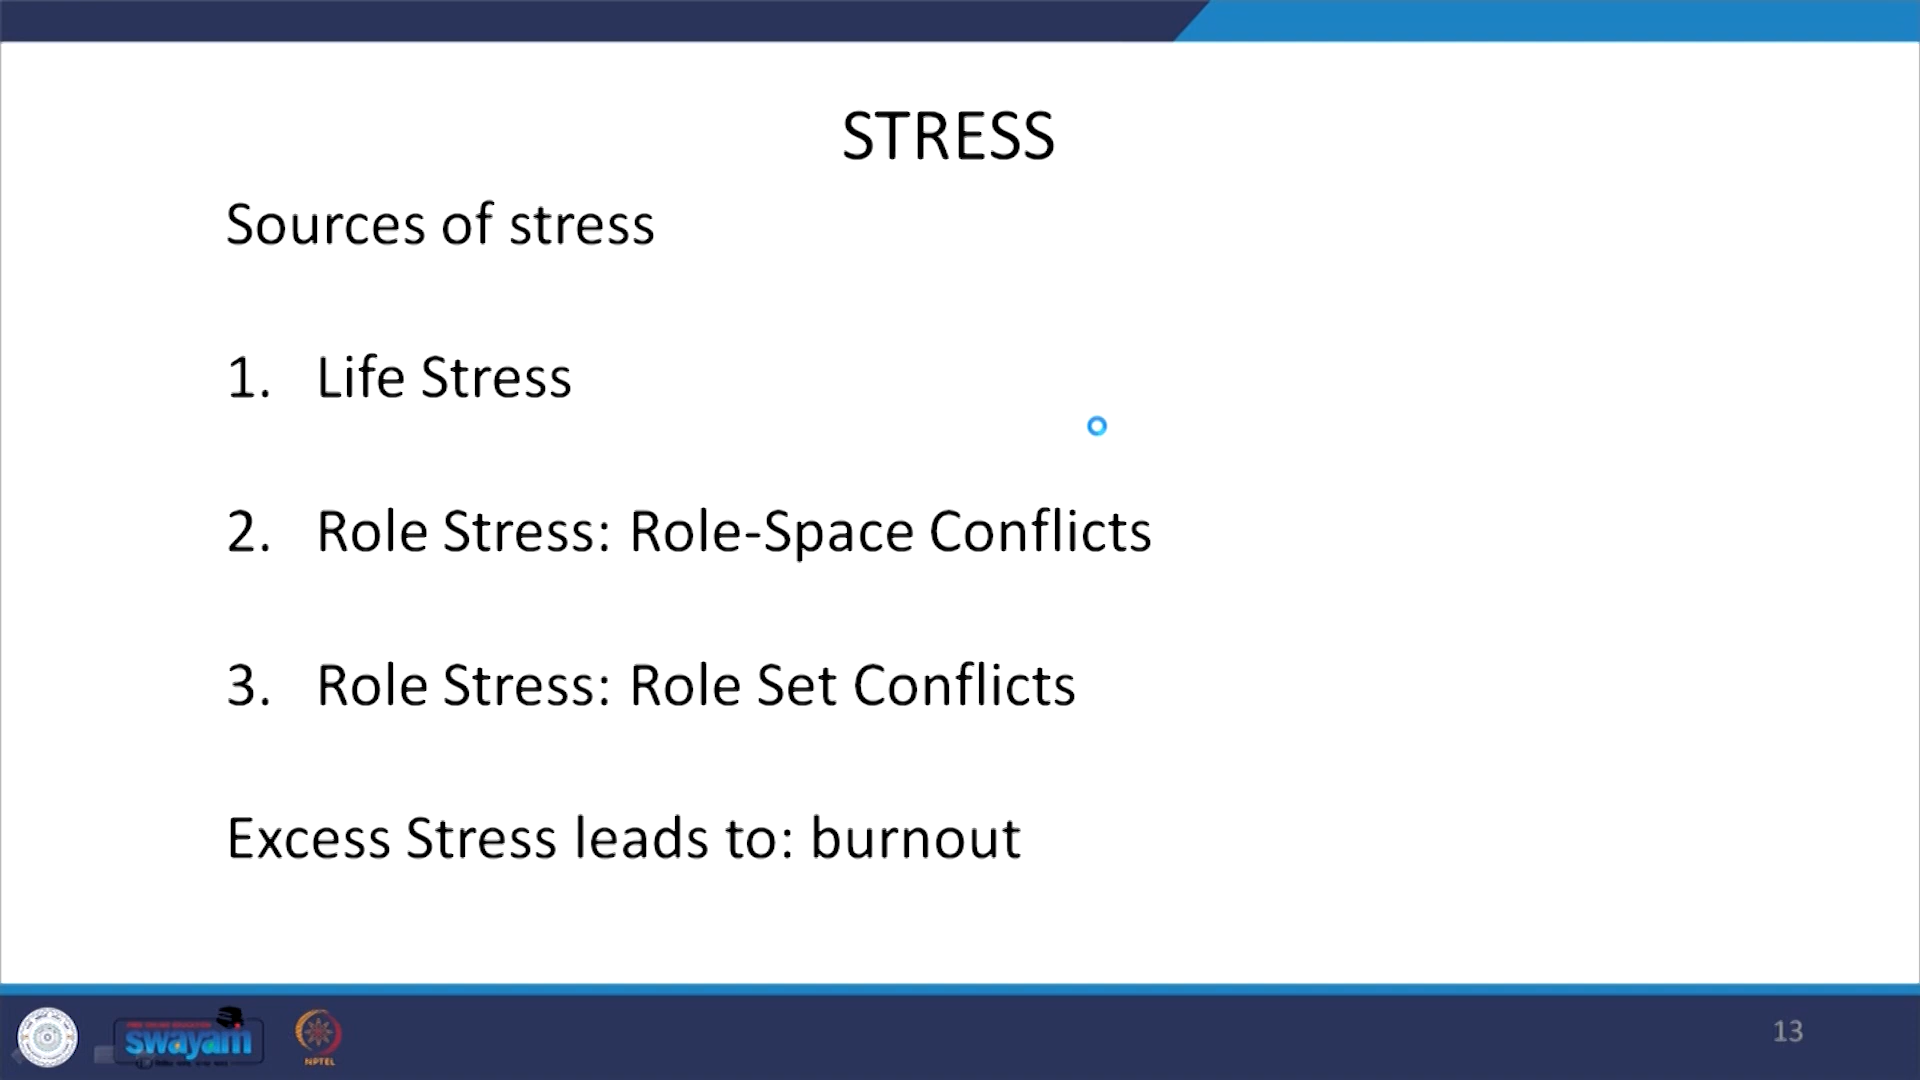 STRESS
Sources of stress
1. Life Stress
2. Role Stress: Role-Space Conflicts
3. Role Stress: Role Set Conflicts
Excess Stress leads to: burnout
swayam
NPTEL
13